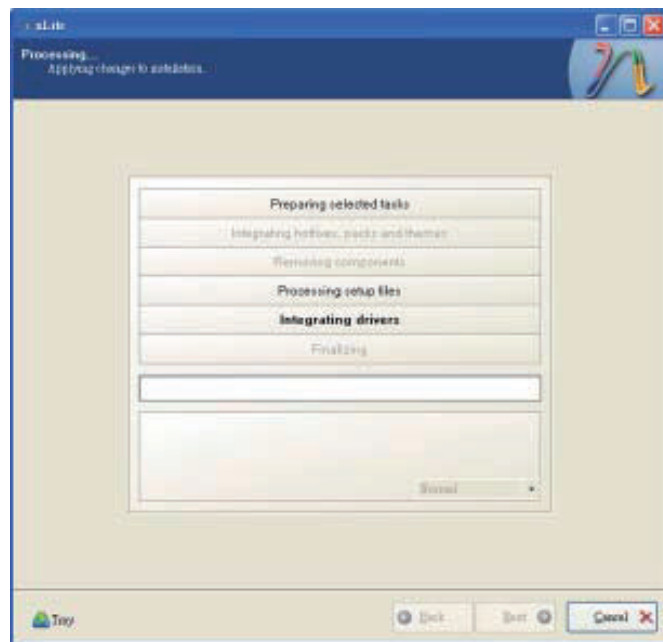 nLite
Processing...
Applying changes to installation.
Preparing selected tasks
Integrating hotfixes, packs and themes
Removing components
Processing setup files
Integrating drivers
Finalizing
Normal
Tray
Back
Next
Cancel